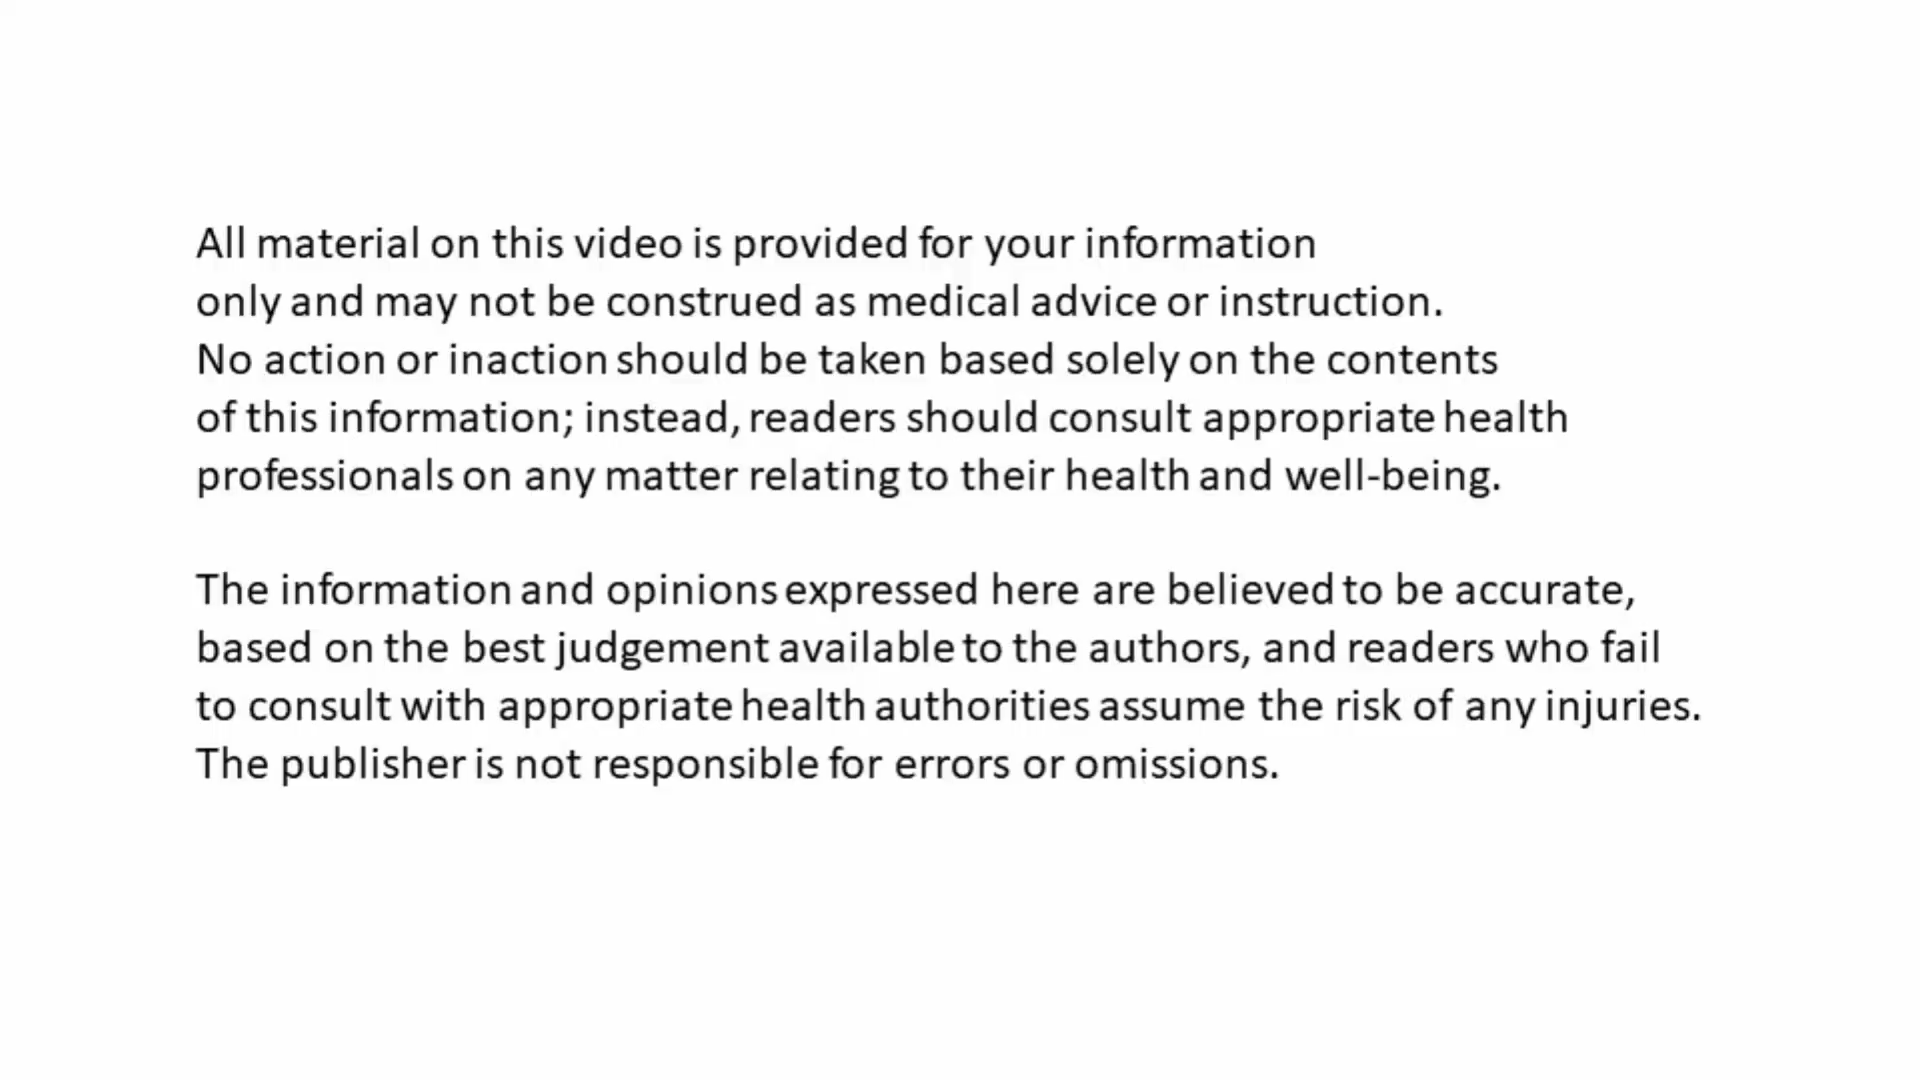 All material on this video is provided for your information
only and may not be construed as medical advice or instruction.
No action or inaction should be taken based solely on the contents
of this information; instead, readers should consult appropriate health
professionals on any matter relating to their health and well-being.
The information and opinions expressed here are believed to be accurate,
based on the best judgement available to the authors, and readers who fail
to consult with appropriate health authorities assume the risk of any injuries.
The publisher is not responsible for errors or omissions.